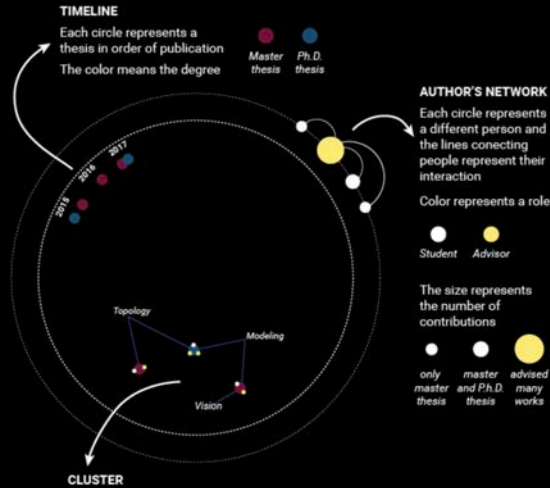 TIMELINE
Each circle represents a
thesis in order of publication
The color means the degree
Master
thesis
Ph.D.
thesis
AUTHOR'S NETWORK
Each circle represents
a different person and
the lines conecting
people represent their
interaction
Color represents a role
Student
Advisor
The size represents
the number of
contributions
only
master
thesis
master
and P.h.D.
thesis
advised
many
works
2017
2016
2015
Topology
Modeling
Vision
CLUSTER